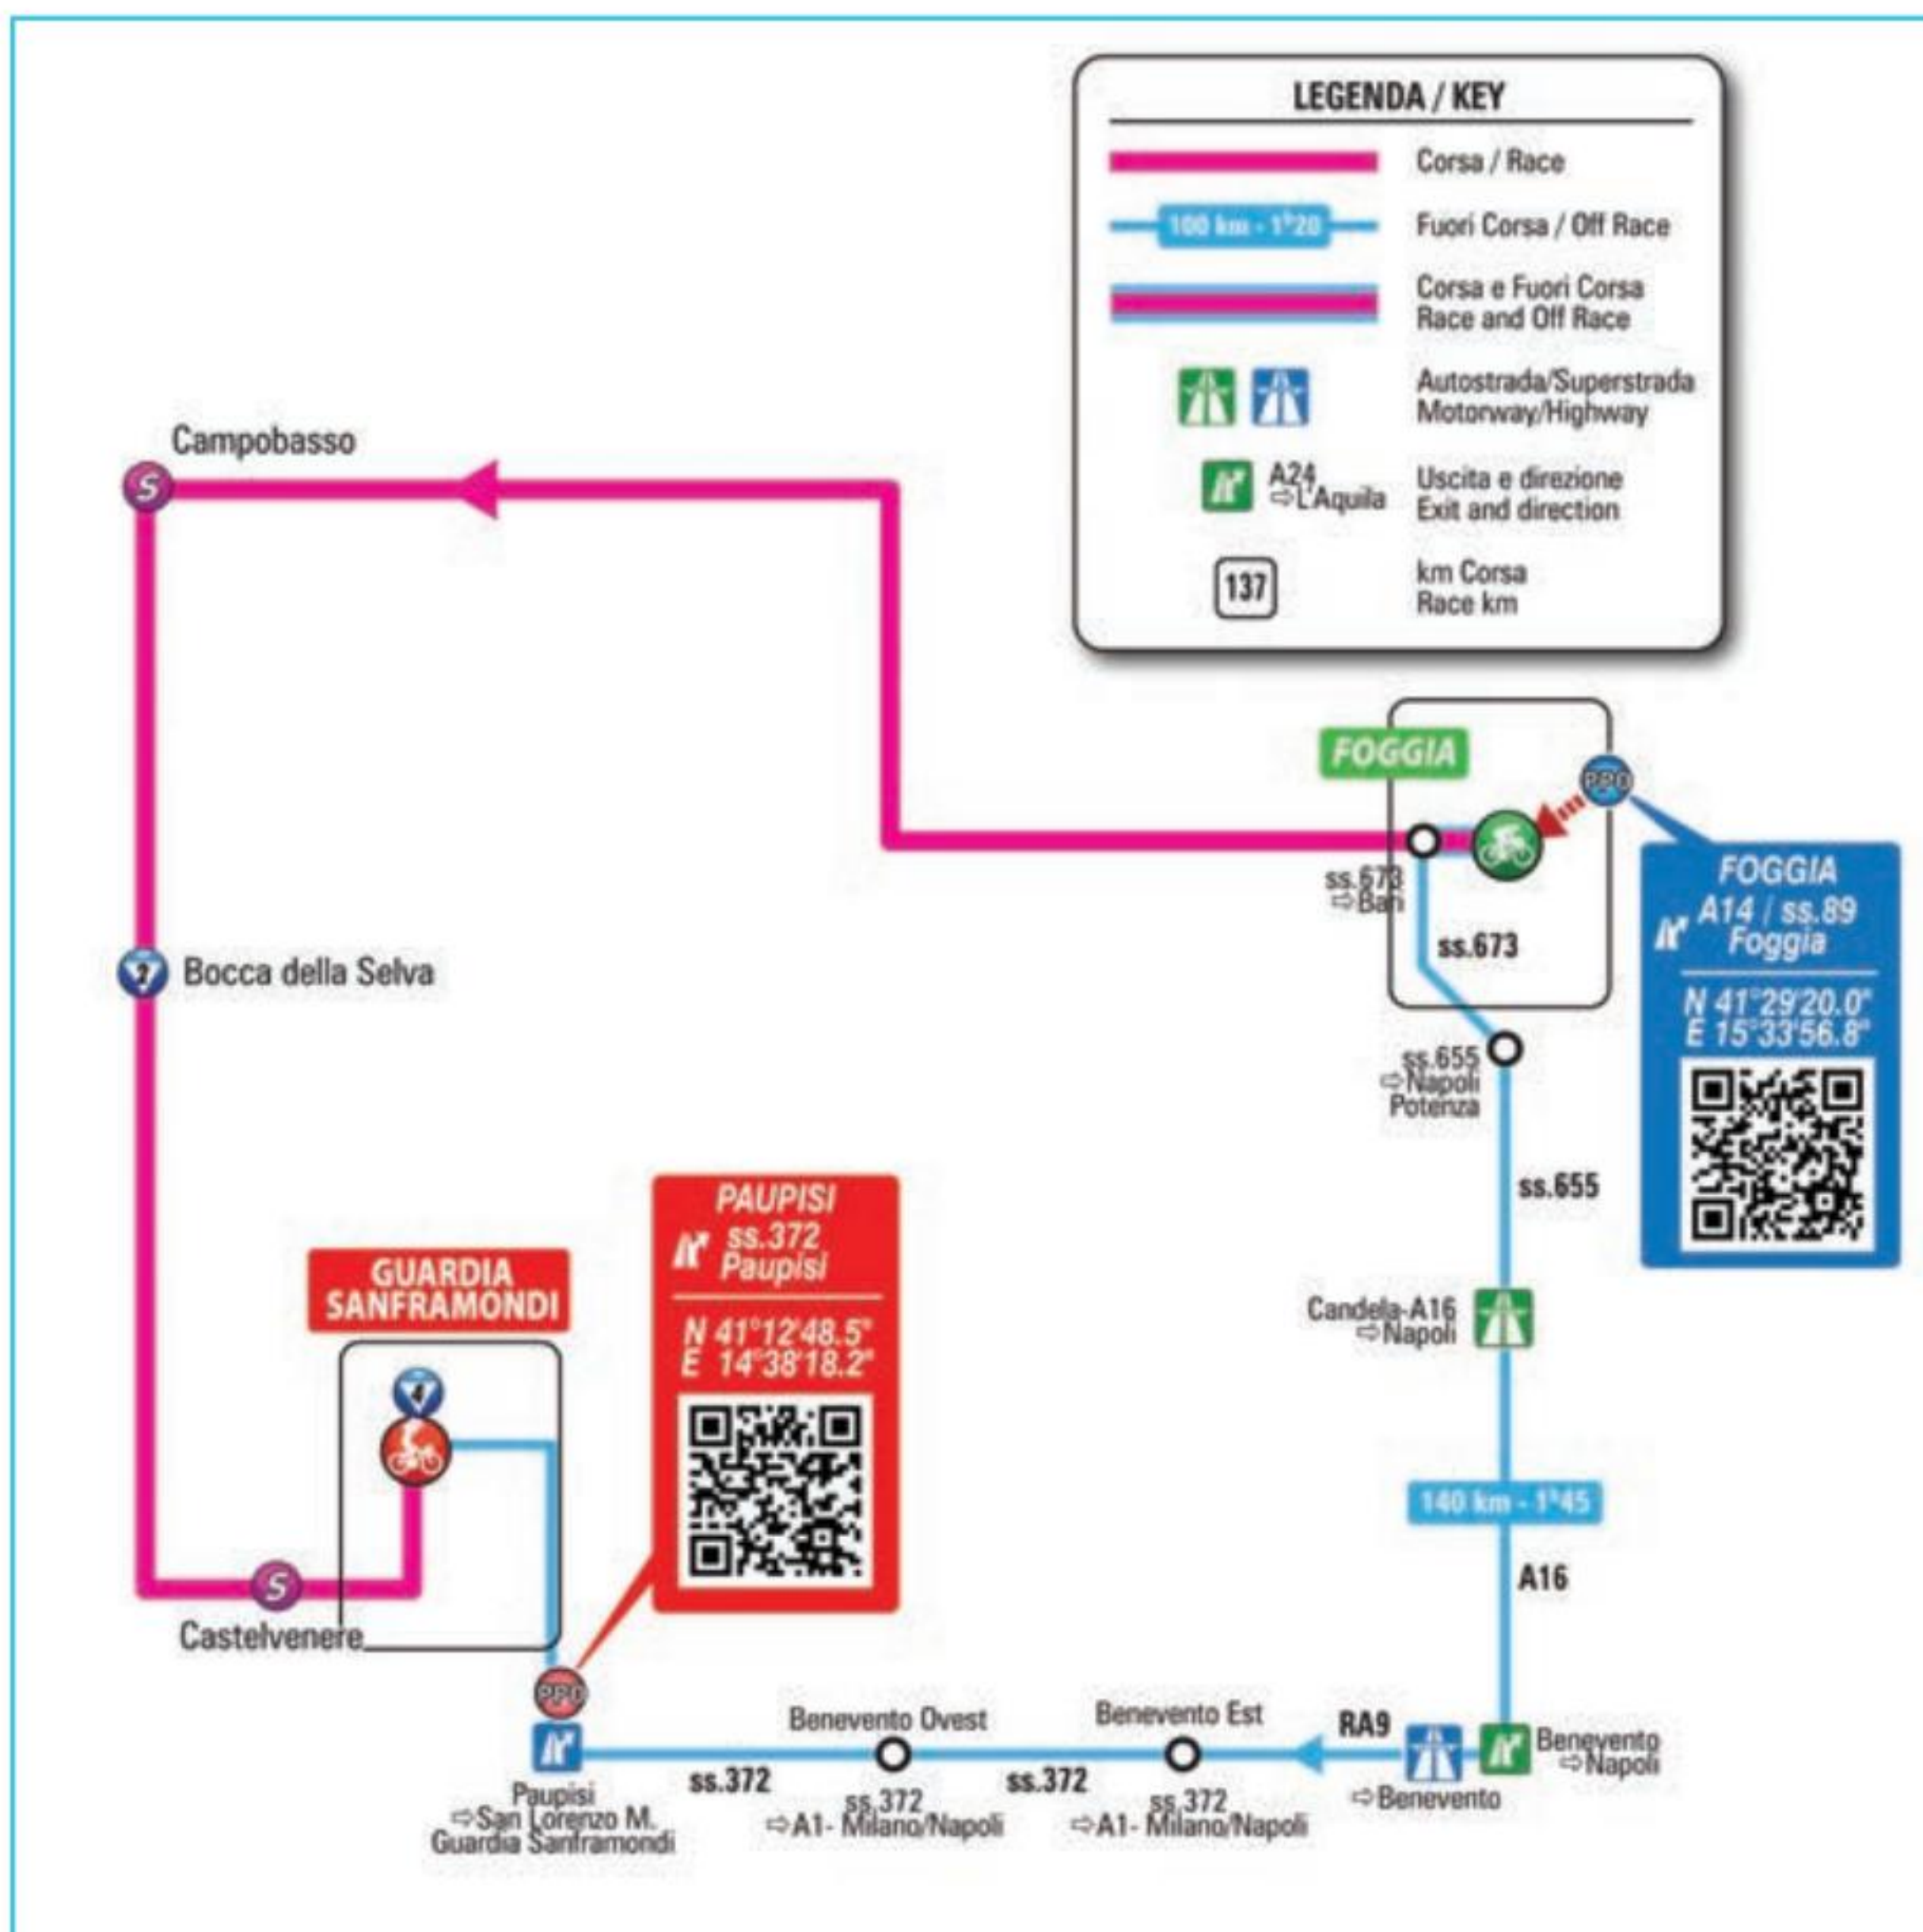 LEGENDA / KEY
Corsa / Race
100 km - 1h20
Fuori Corsa / Off Race
Corsa e Fuori Corsa
Race and Off Race
Autostrada/Superstrada
Motorway/Highway
A24
⇨L'Aquila
Uscita e direzione
Exit and direction
137
km Corsa
Race km
Campobasso
S
FOGGIA
PPO
ss.673
⇨Bari
ss.673
FOGGIA
A14 / ss.89
Foggia
N 41°29'20.0"
E 15°33'56.8"
2
Bocca della Selva
ss.655
⇨Napoli
Potenza
ss.655
PAUPISI
ss.372
Paupisi
N 41°12'48.5"
E 14°38'18.2"
GUARDIA
SANFRAMONDI
4
Candela-A16
⇨Napoli
140 km - 1h45
A16
S
Castelvenere
PPO
Paupisi
⇨San Lorenzo M.
Guardia Sanframondi
ss.372
Benevento Ovest
ss.372
⇨A1- Milano/Napoli
ss.372
Benevento Est
ss.372
⇨A1- Milano/Napoli
RA9
⇨Benevento
Benevento
⇨Napoli